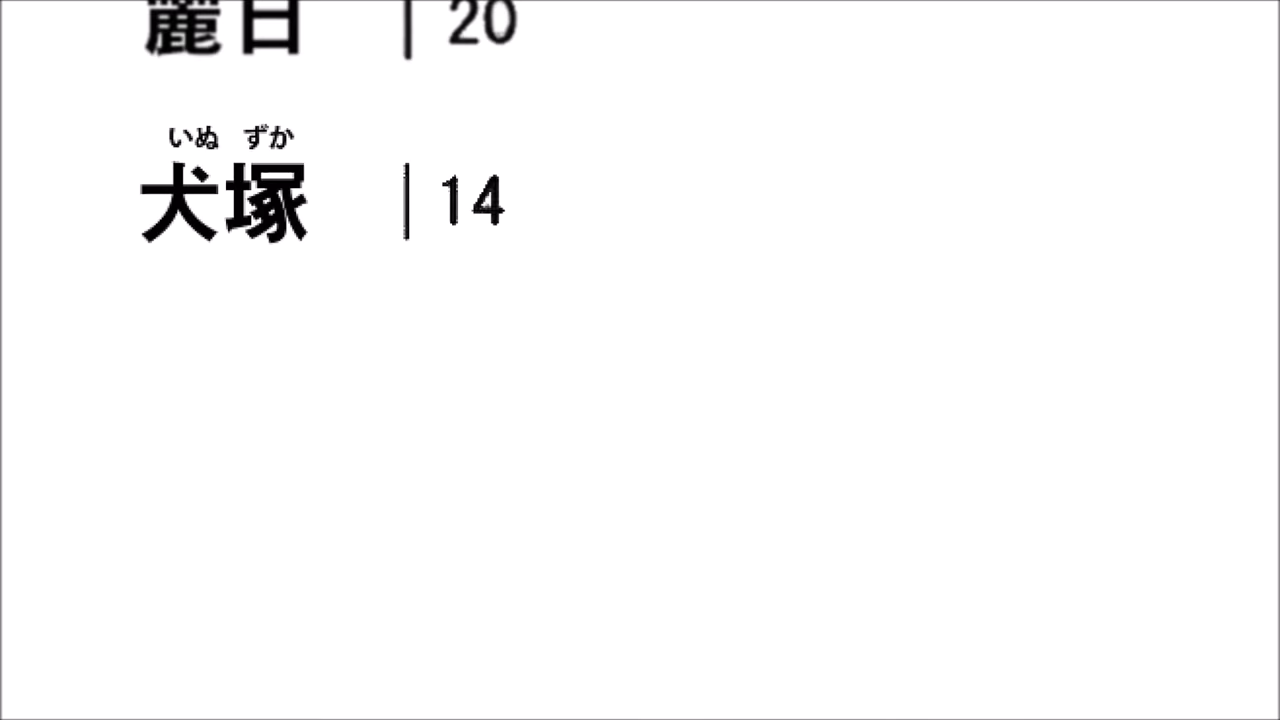 麗日 | 20
いぬ ずか
犬塚 | 14